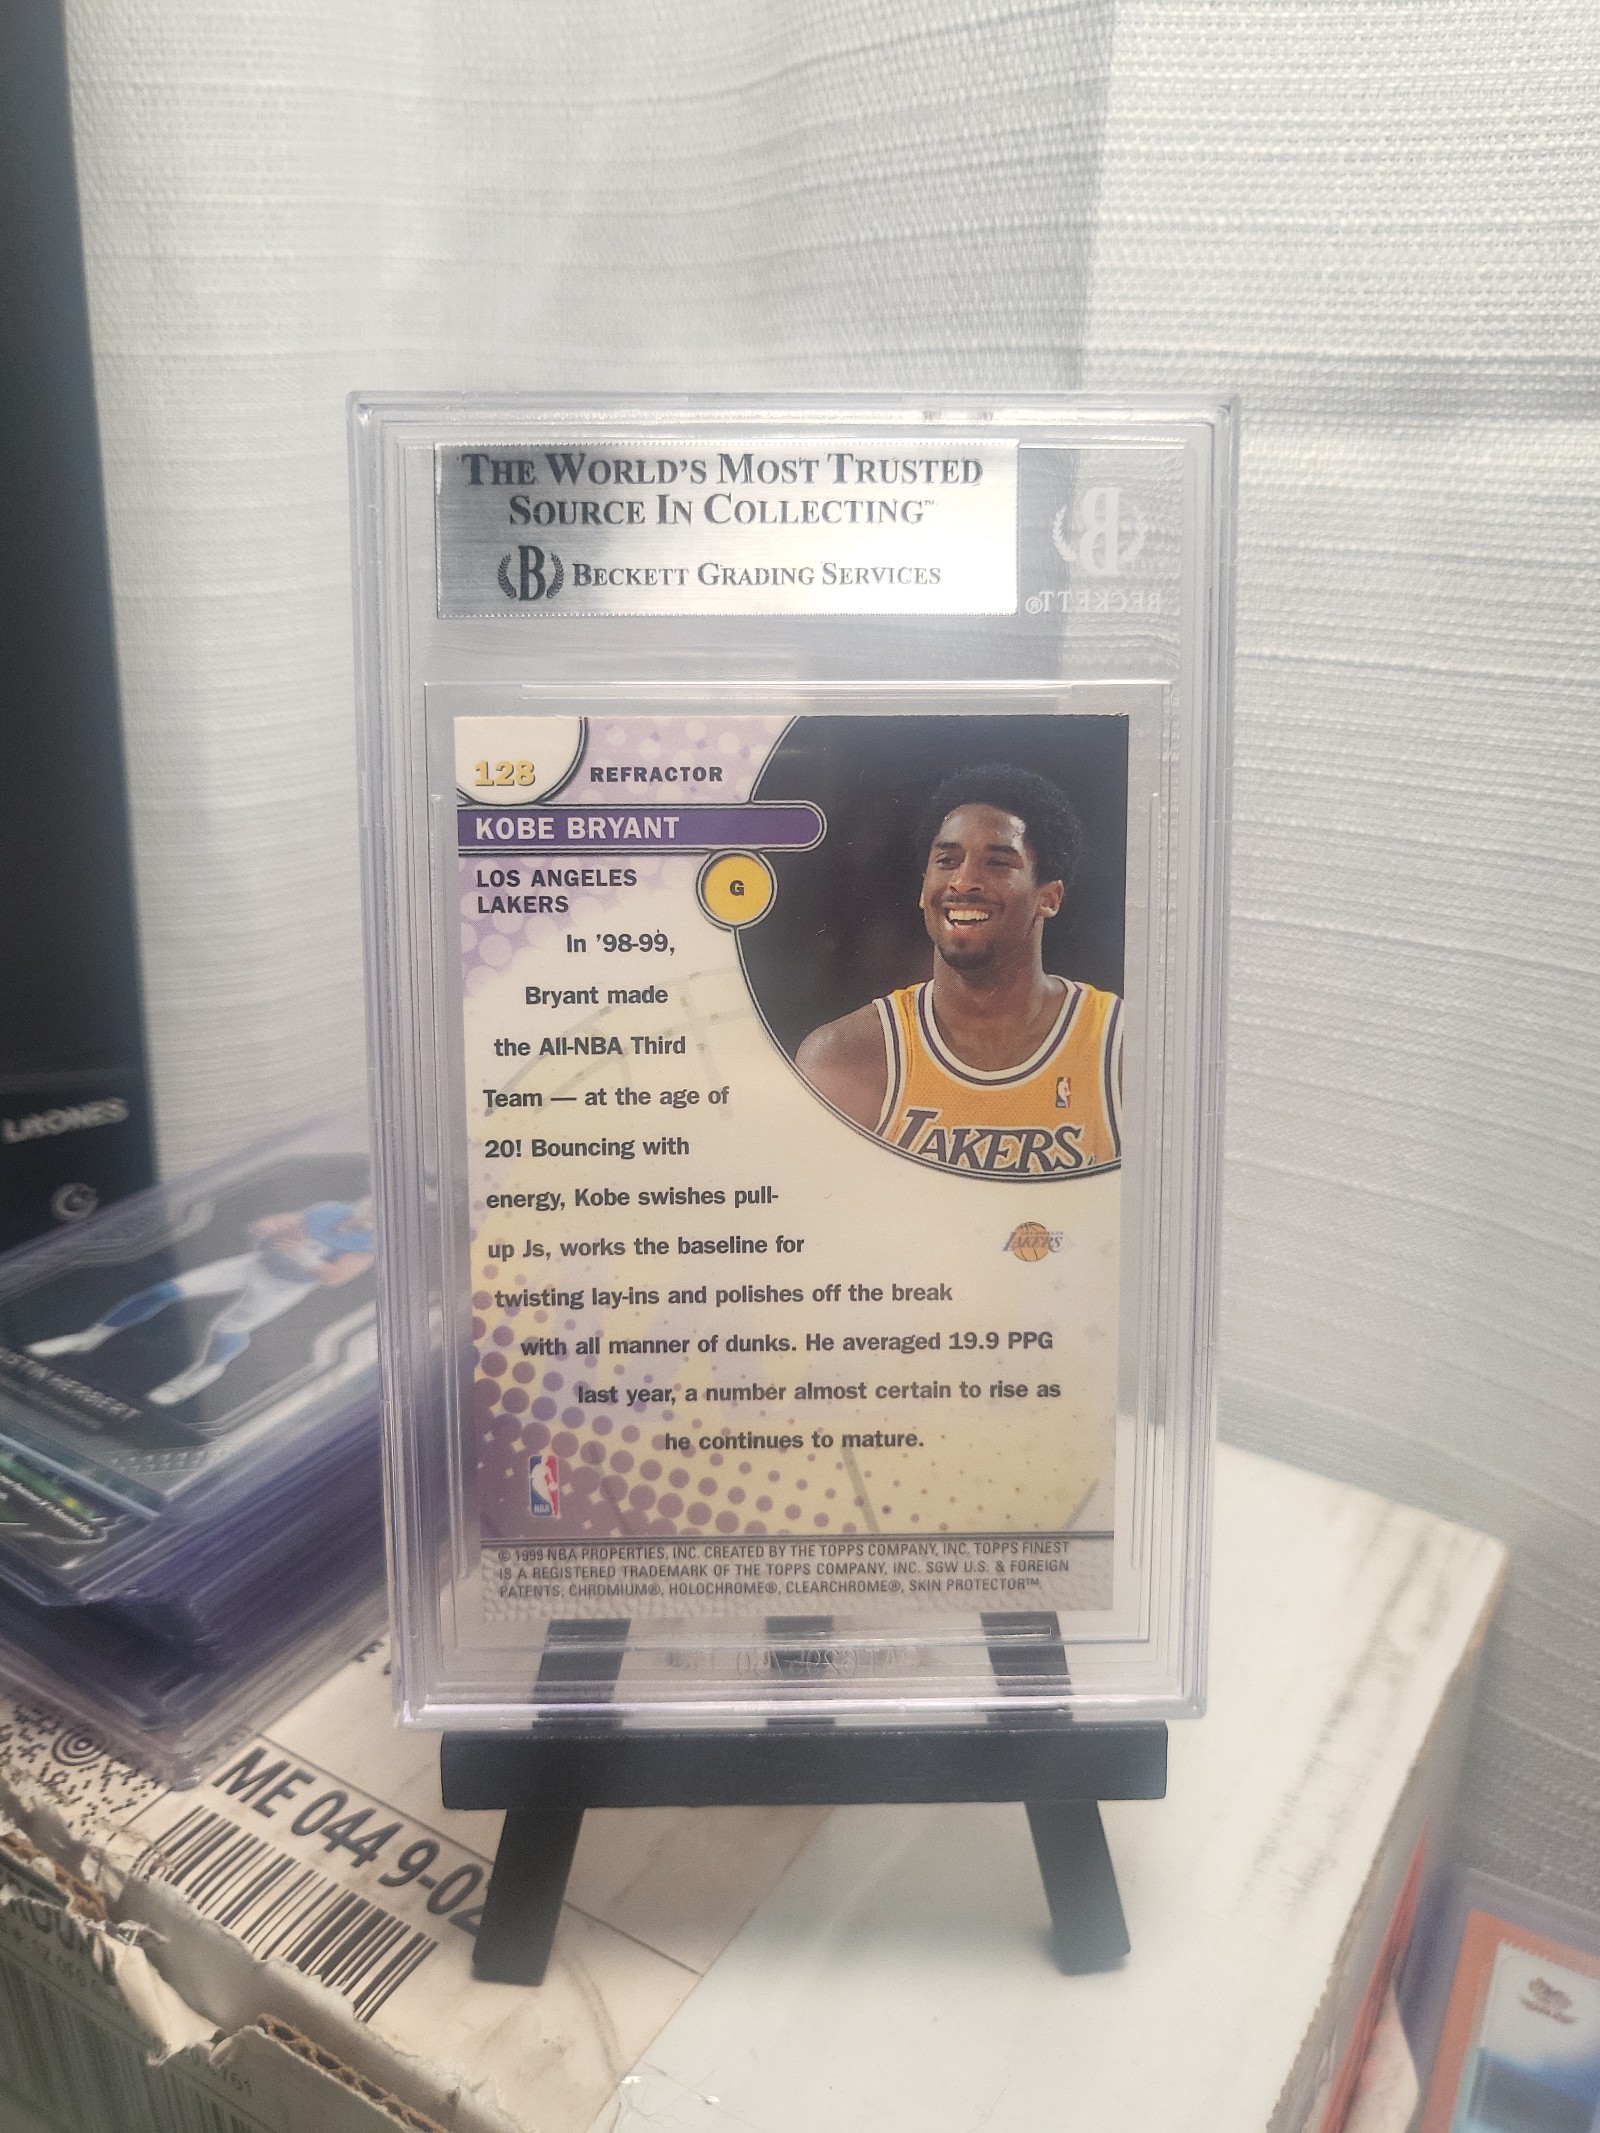 THE WORLD'S MOST TRUSTED
SOURCE IN COLLECTING™
B BECKETT GRADING SERVICES
B
BECKETT®
128 REFRACTOR
KOBE BRYANT
LOS ANGELES
LAKERS
G
In '98-99,
Bryant made
the All-NBA Third
Team — at the age of
20! Bouncing with
energy, Kobe swishes pull-
up Js, works the baseline for
twisting lay-ins and polishes off the break
with all manner of dunks. He averaged 19.9 PPG
last year, a number almost certain to rise as
he continues to mature.
LAKERS
LAKERS
NBA
© 1999 NBA PROPERTIES, INC. CREATED BY THE TOPPS COMPANY, INC. TOPPS FINEST
IS A REGISTERED TRADEMARK OF THE TOPPS COMPANY, INC. SGW U.S. & FOREIGN
PATENTS, CHROMIUM®, HOLOCHROME®, CLEARCHROME®, SKIN PROTECTOR™
HERBERT
ME 044 9-02